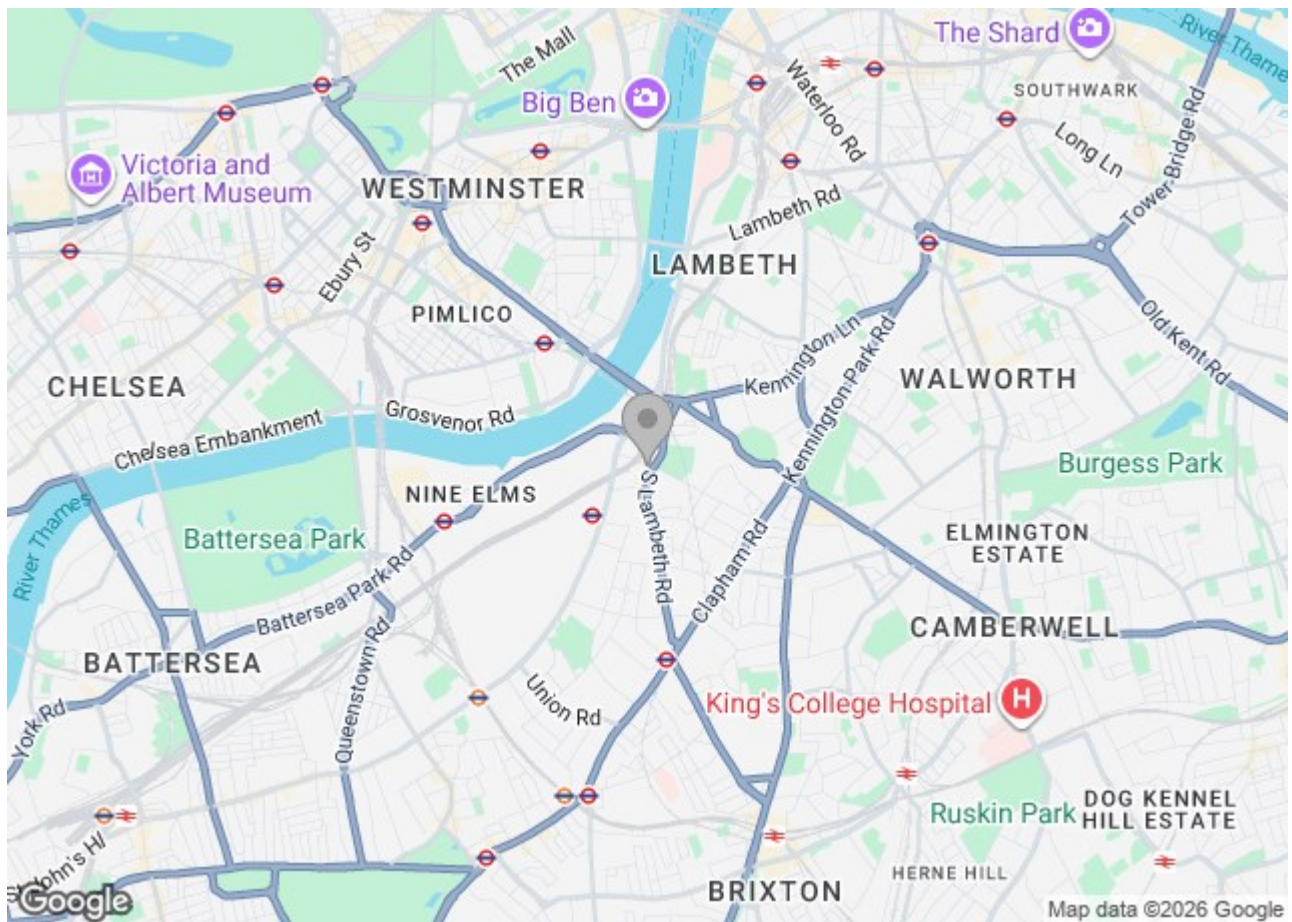 The Shard
River Thames
The Mall
Big Ben
Waterloo Rd
SOUTHWARK
Long Ln
Tower Bridge Rd
Victoria and
Albert Museum
WESTMINSTER
Lambeth Rd
Ebury St
LAMBETH
PIMLICO
Kennington Ln
Kennington Park Rd
Old Kent Rd
CHELSEA
WALWORTH
Grosvenor Rd
Chelsea Embankment
Burgess Park
NINE ELMS
S Lambeth Rd
River Thames
Battersea Park
ELMINGTON
ESTATE
Battersea Park Rd
Clapham Rd
CAMBERWELL
BATTERSEA
Queenstown Rd
Union Rd
King's College Hospital
H
York Rd
Ruskin Park
DOG KENNEL
HILL ESTATE
St John's Hl
HERNE HILL
BRIXTON
Google
Map data ©2026 Google